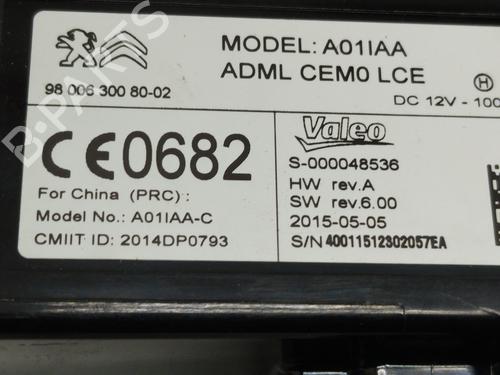 MODEL: A01IAA
ADML CEM0 LCE
98 006 300 80-02
H
DC 12V - 100
CE0682
Valeo
S-000048536
For China (PRC):
HW rev.A
Model No.: A01IAA-C
SW rev.6.00
2015-05-05
CMIIT ID: 2014DP0793
S/N 40011512302057EA
B-PARTS